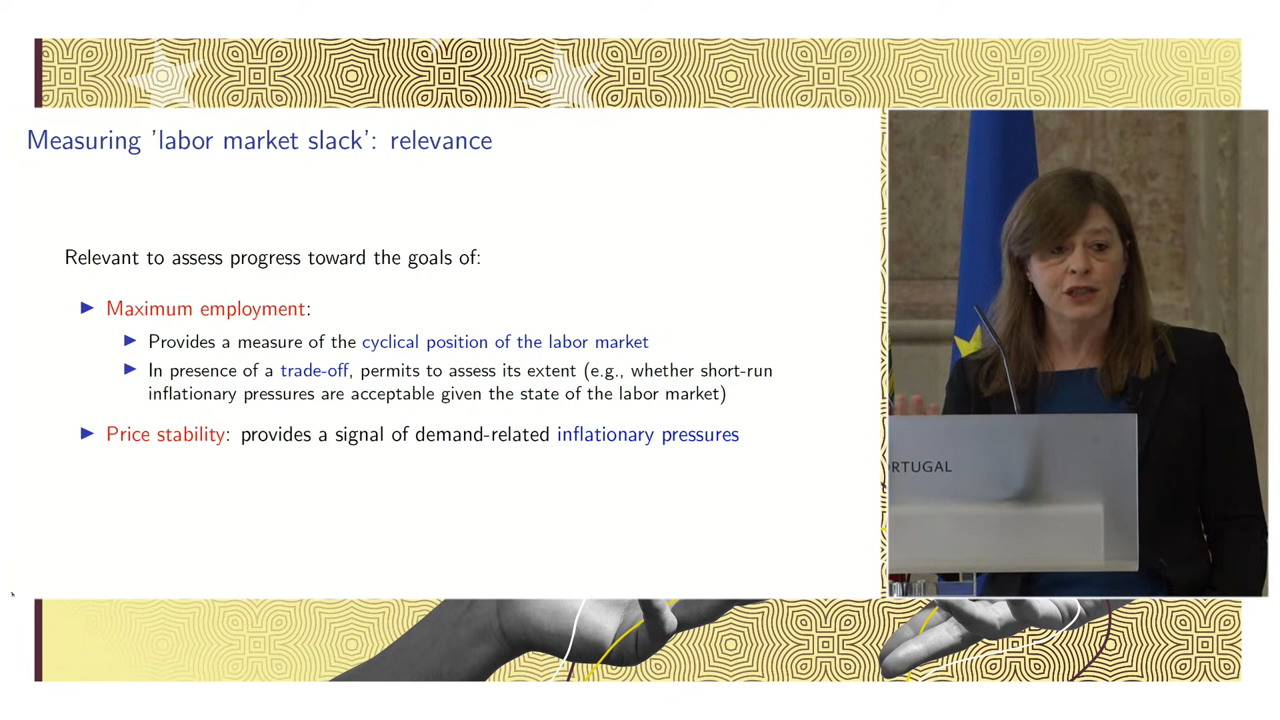 Measuring 'labor market slack': relevance
Relevant to assess progress toward the goals of:
Maximum employment:
Provides a measure of the cyclical position of the labor market
In presence of a trade-off, permits to assess its extent (e.g., whether short-run
inflationary pressures are acceptable given the state of the labor market)
Price stability: provides a signal of demand-related inflationary pressures
RTUGAL